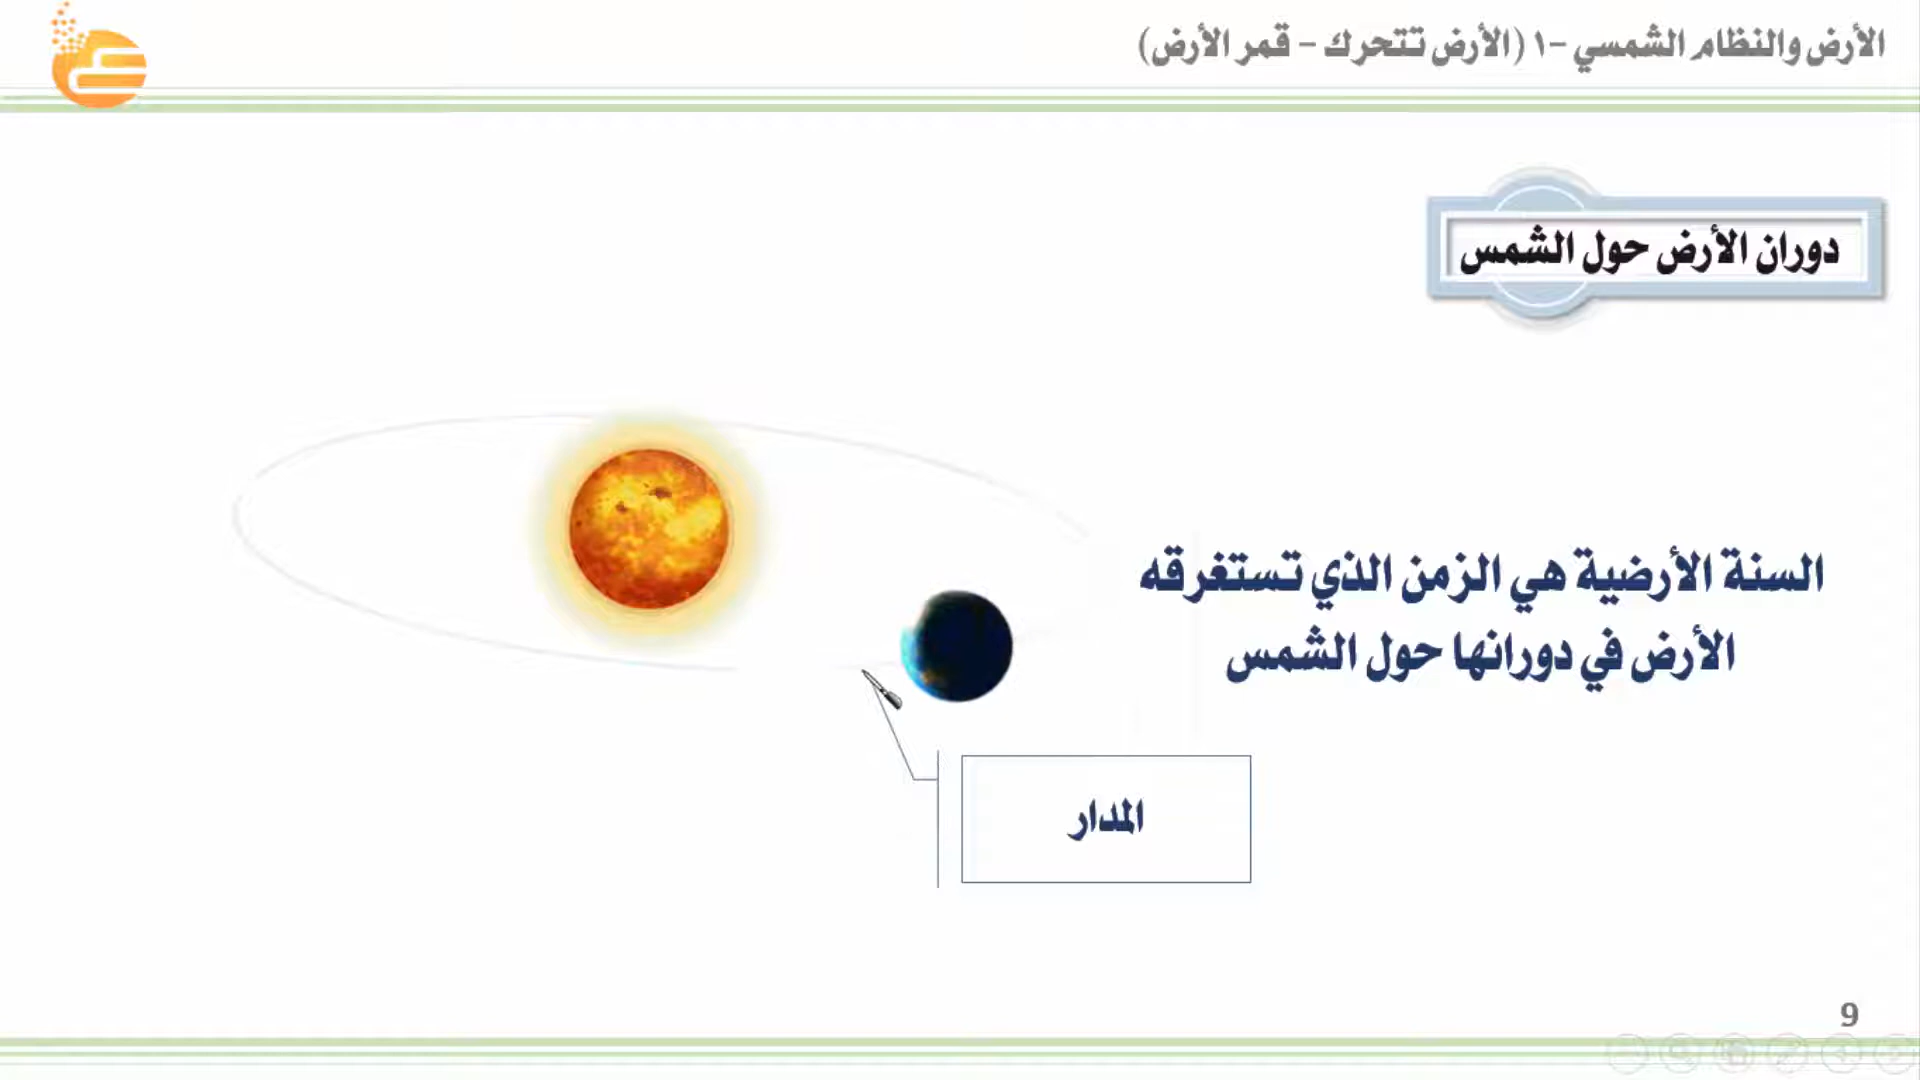 الأرض والنظام الشمسي -١ (الأرض تتحرك - قمر الأرض)
دوران الأرض حول الشمس
السنة الأرضية هي الزمن الذي تستغرقه
الأرض في دورانها حول الشمس
المدار
9